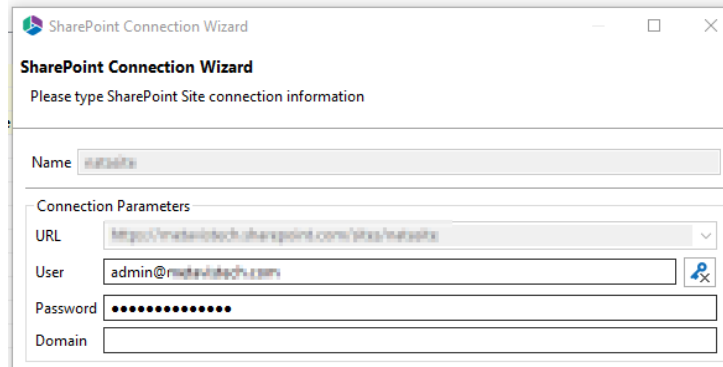 SharePoint Connection Wizard
SharePoint Connection Wizard
Please type SharePoint Site connection information
Name
Connection Parameters
URL
User admin@
Password ●●●●●●●●●●●●●●
Domain